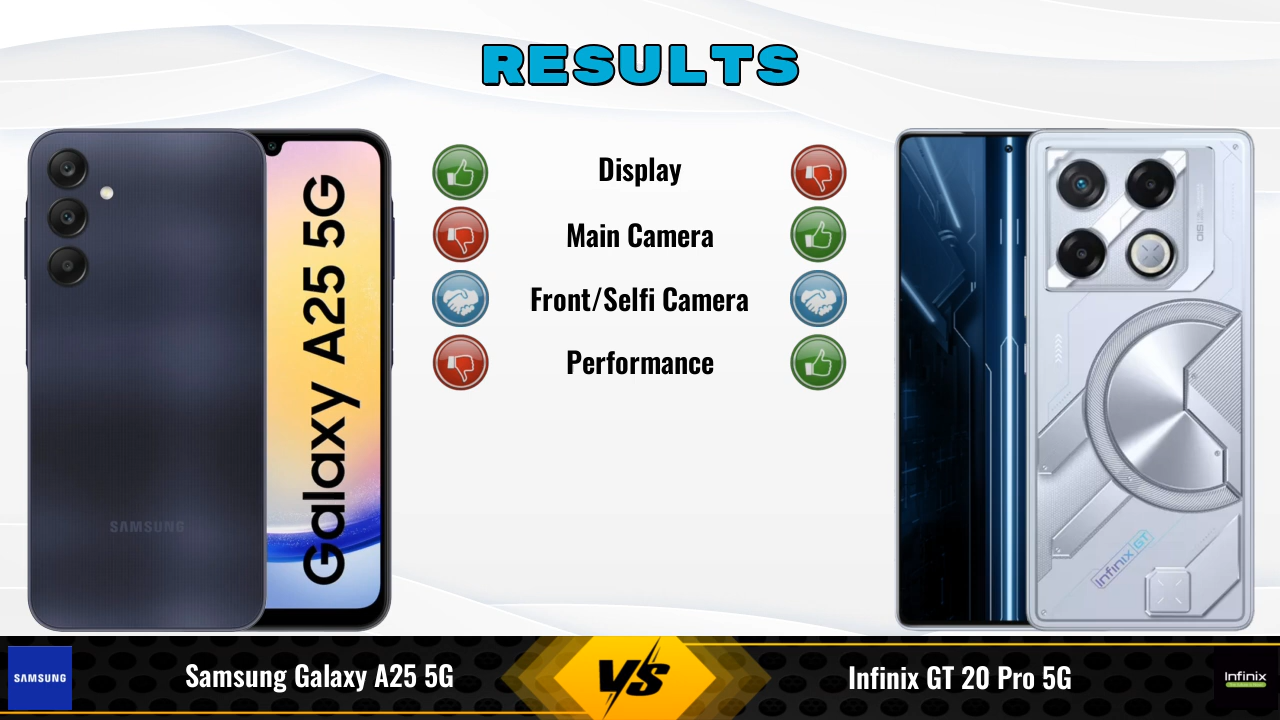 RESULTS
Display
Main Camera
Front/Selfi Camera
Performance
Galaxy A25 5G
SAMSUNG
OIS
Infinix GT
SAMSUNG
Samsung Galaxy A25 5G
VS
Infinix GT 20 Pro 5G
Infinix